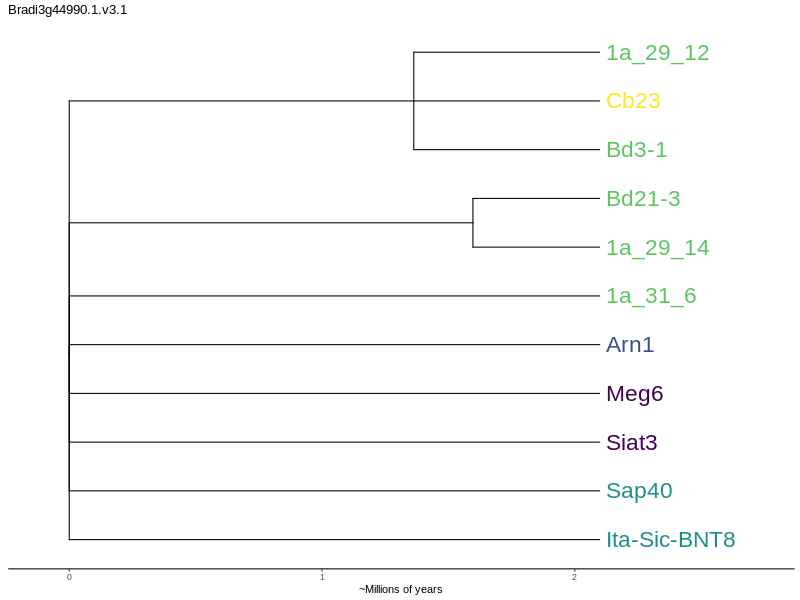 Bradi3g44990.1.v3.1
1a_29_12
Cb23
Bd3-1
Bd21-3
1a_29_14
1a_31_6
Arn1
Meg6
Siat3
Sap40
Ita-Sic-BNT8
0 1 2
~Millions of years